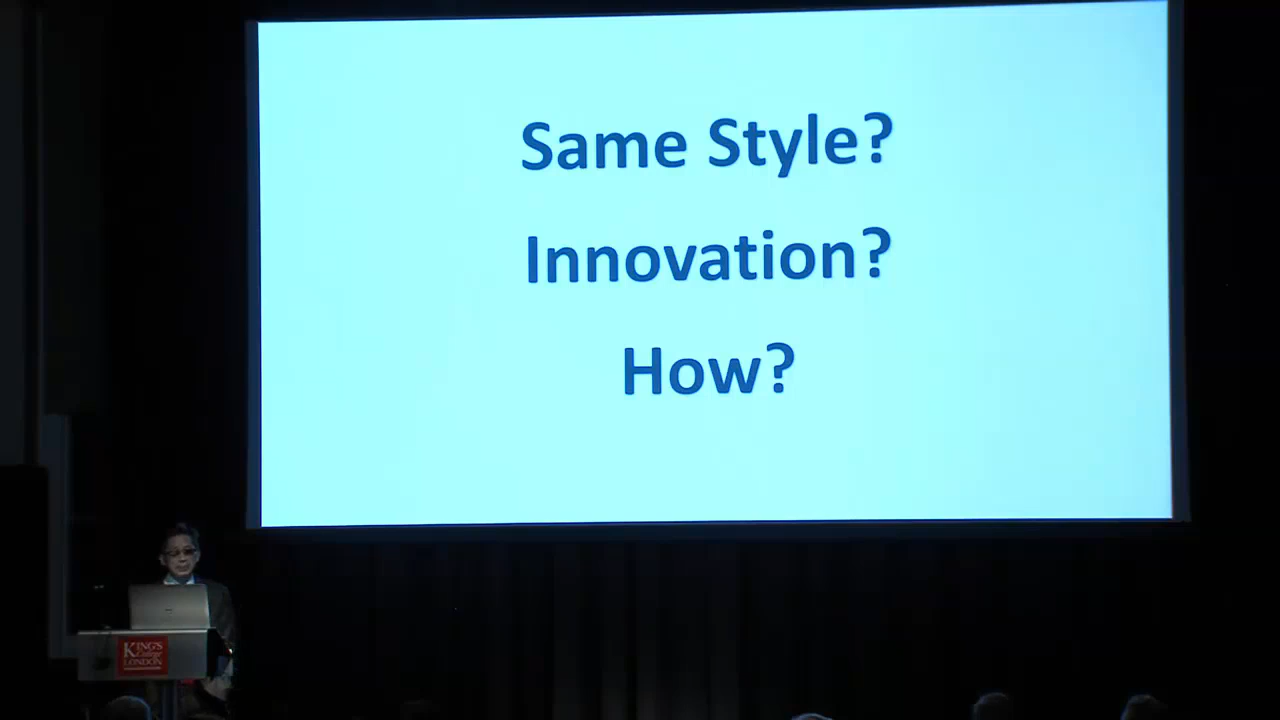 Same Style?
Innovation?
How?
KING'S
College
LONDON